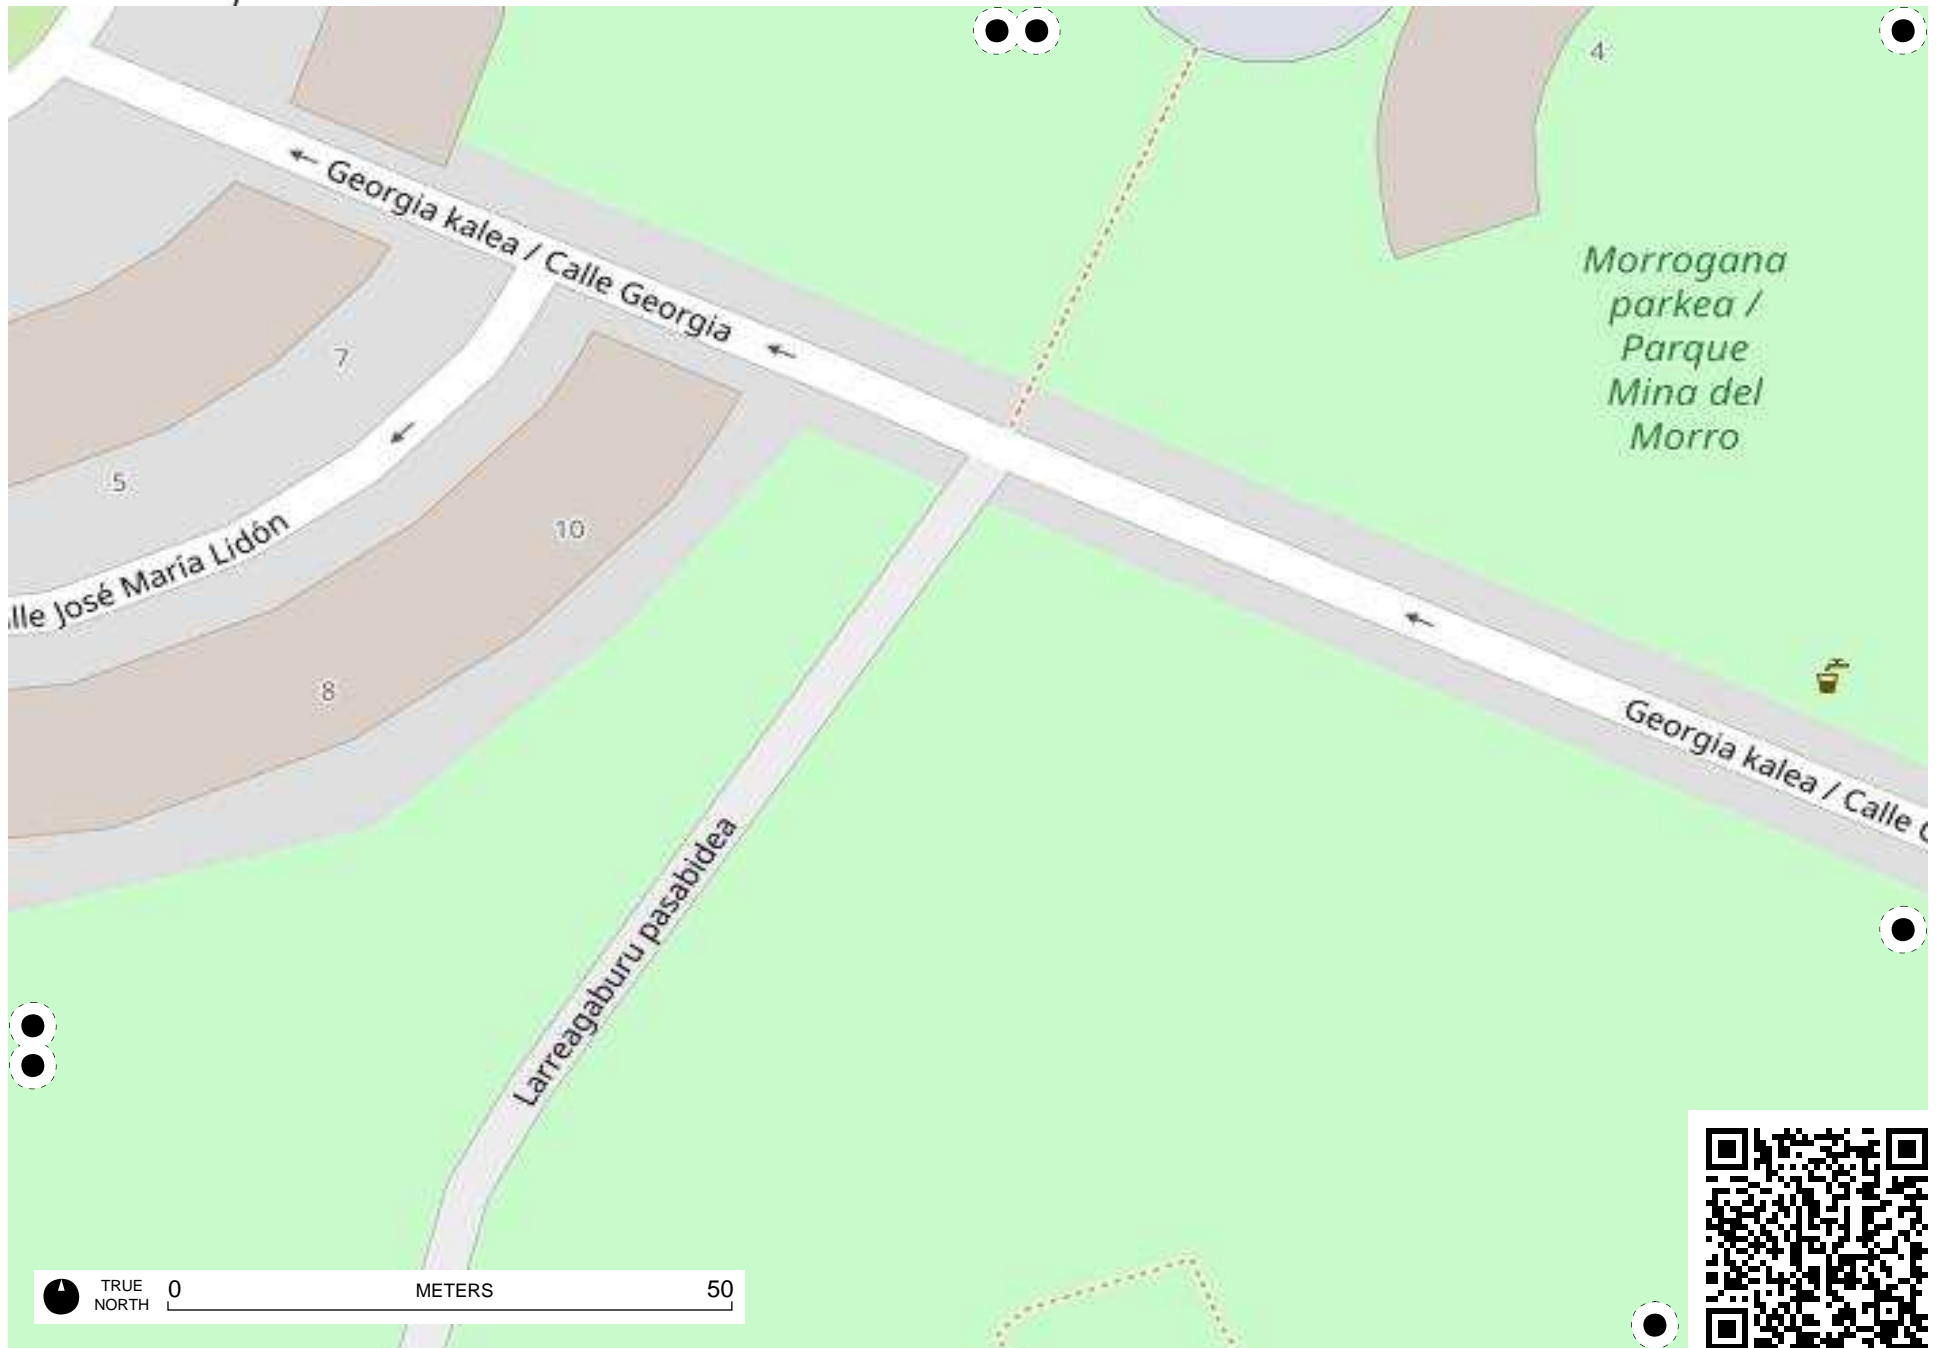 4
Georgia kalea / Calle Georgia
Morrogana
parkea /
Parque
Mina del
Morro
7
5
10
lle José María Lidón
8
Georgia kalea / Calle
Larreagaburu pasabidea
TRUE
NORTH
0 METERS 50